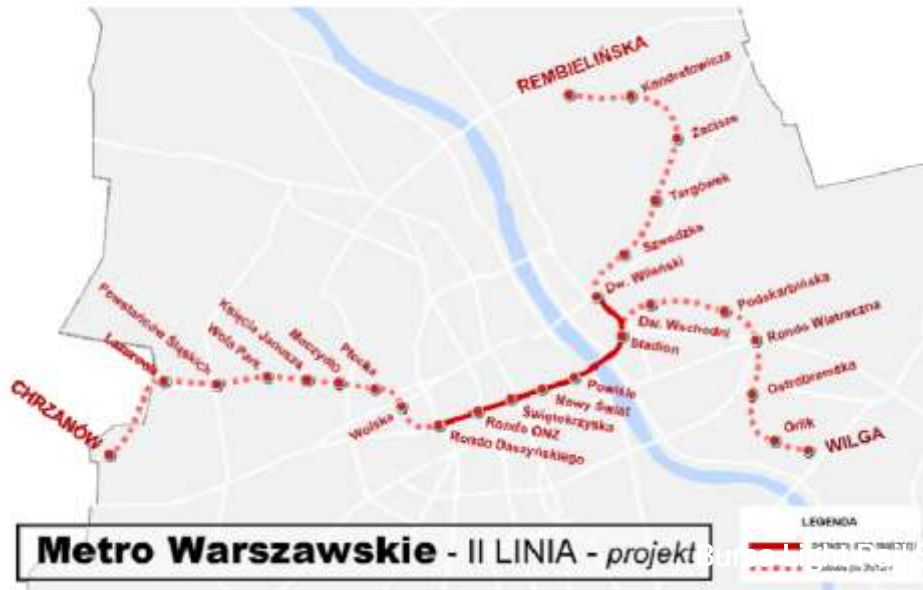 REMBIELIŃSKA
Kondratowicza
Zacisze
Targówek
Szwedzka
Dw. Wileński
Podskarbińska
Dw. Wschodni
Rondo Wiatraczna
Stadion
Powstańców Śląskich
Księcia Janusza
Wola Park
Moczydło
Płocka
Lazurowa
Powiśle
Ostrobramska
CHRZANÓW
Nowy Świat
Świętokrzyska
Wolska
Rondo ONZ
Orlik
WILGA
Rondo Daszyńskiego
LEGENDA
Metro Warszawskie - II LINIA - projekt